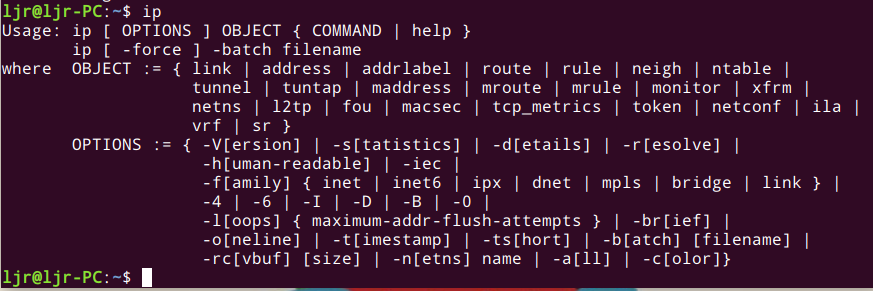 ljr@ljr-PC:~$ ip
Usage: ip [ OPTIONS ] OBJECT { COMMAND | help }
       ip [ -force ] -batch filename
where  OBJECT := { link | address | addrlabel | route | rule | neigh | ntable |
                   tunnel | tuntap | maddress | mroute | mrule | monitor | xfrm |
                   netns | l2tp | fou | macsec | tcp_metrics | token | netconf | ila |
                   vrf | sr }
       OPTIONS := { -V[ersion] | -s[tatistics] | -d[etails] | -r[esolve] |
                    -h[uman-readable] | -iec |
                    -f[amily] { inet | inet6 | ipx | dnet | mpls | bridge | link } |
                    -4 | -6 | -I | -D | -B | -0 |
                    -l[oops] { maximum-addr-flush-attempts } | -br[ief] |
                    -o[neline] | -t[imestamp] | -ts[hort] | -b[atch] [filename] |
                    -rc[vbuf] [size] | -n[etns] name | -a[ll] | -c[olor]}
ljr@ljr-PC:~$